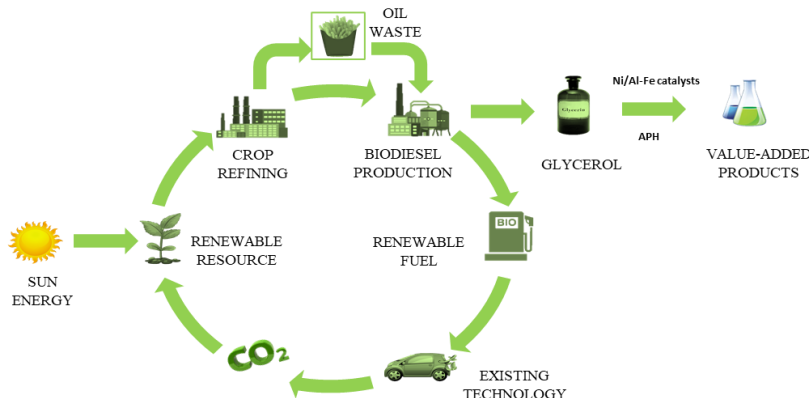 OIL
WASTE
Ni/Al-Fe catalysts
Glycerin
APH
CROP
REFINING
BIODIESEL
PRODUCTION
GLYCEROL
VALUE-ADDED
PRODUCTS
SUN
ENERGY
RENEWABLE
RESOURCE
RENEWABLE
FUEL
BIO
CO2
EXISTING
TECHNOLOGY